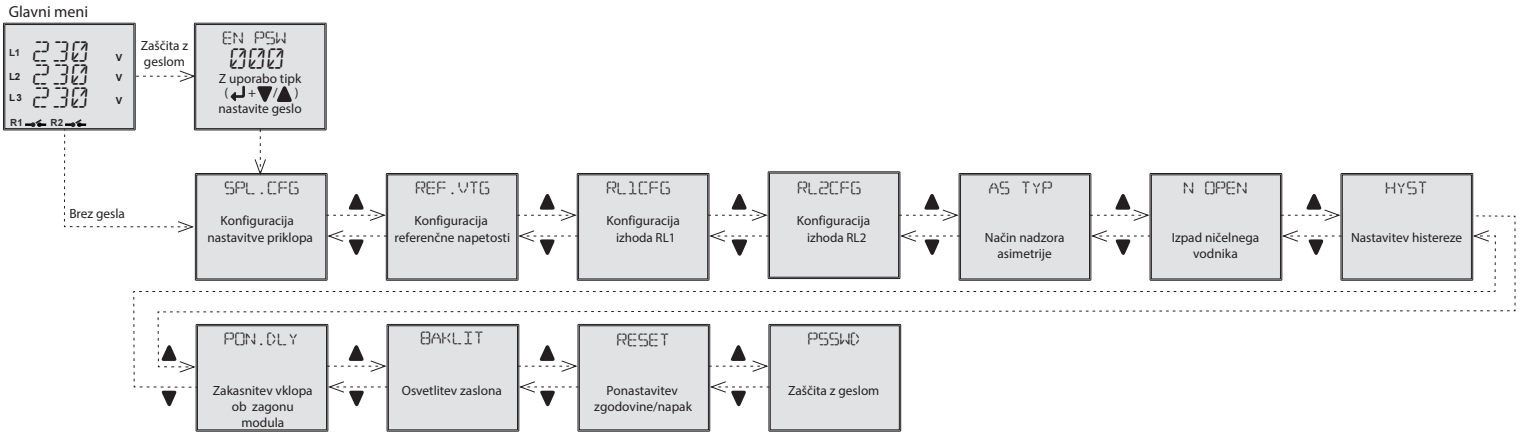 Glavni meni
L1 230 V
L2 230 V
L3 230 V
R1 R2
Zaščita z
geslom
EN PSW
000
Z uporabo tipk
( + / )
nastavite geslo
Brez gesla
SPL.CFG
Konfiguracija
nastavitve priklopa
REF.VTG
Konfiguracija
referenčne napetosti
RL1CFG
Konfiguracija
izhoda RL1
RL2CFG
Konfiguracija
izhoda RL2
AS TYP
Način nadzora
asimetrije
N OPEN
Izpad ničelnega
vodnika
HYST
Nastavitev histereze
PON.DLY
Zakasnitev vklopa
ob zagonu
modula
BAKLIT
Osvetlitev zaslona
RESET
Ponastavitev
zgodovine/napak
PSSWD
Zaščita z geslom